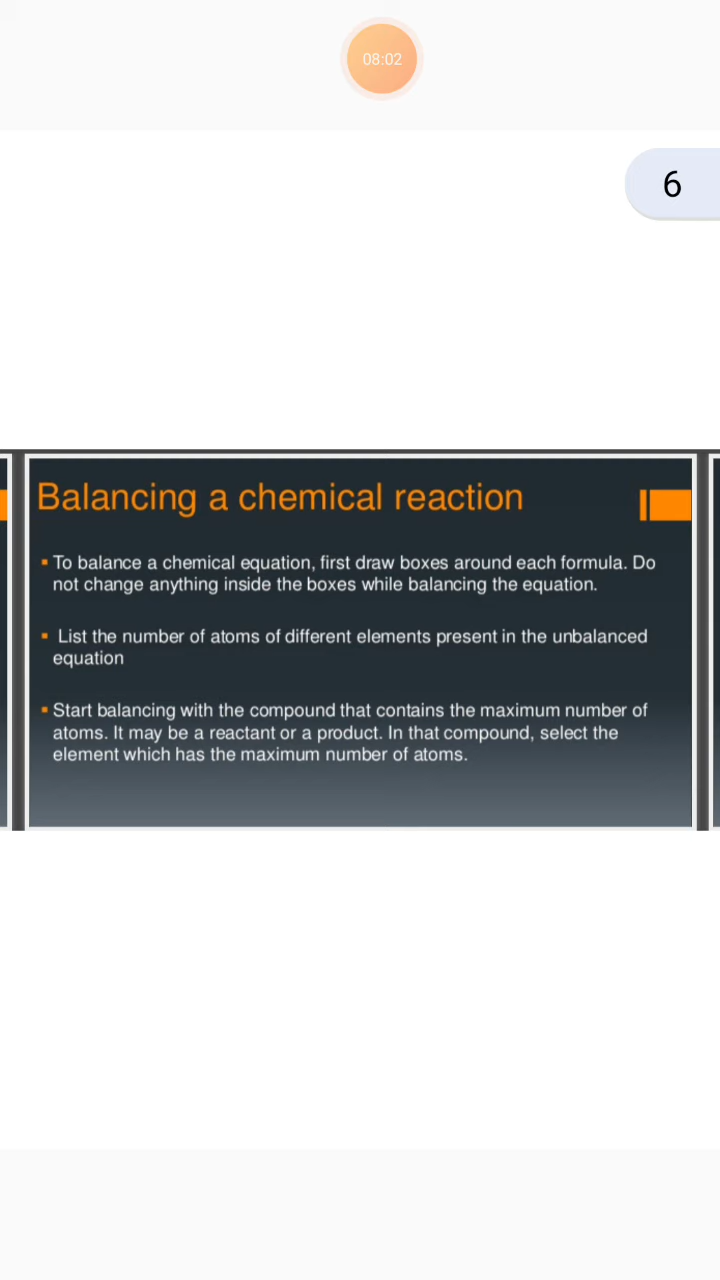 08:02
6
Balancing a chemical reaction
▪ To balance a chemical equation, first draw boxes around each formula. Do
not change anything inside the boxes while balancing the equation.
▪ List the number of atoms of different elements present in the unbalanced
equation
▪ Start balancing with the compound that contains the maximum number of
atoms. It may be a reactant or a product. In that compound, select the
element which has the maximum number of atoms.